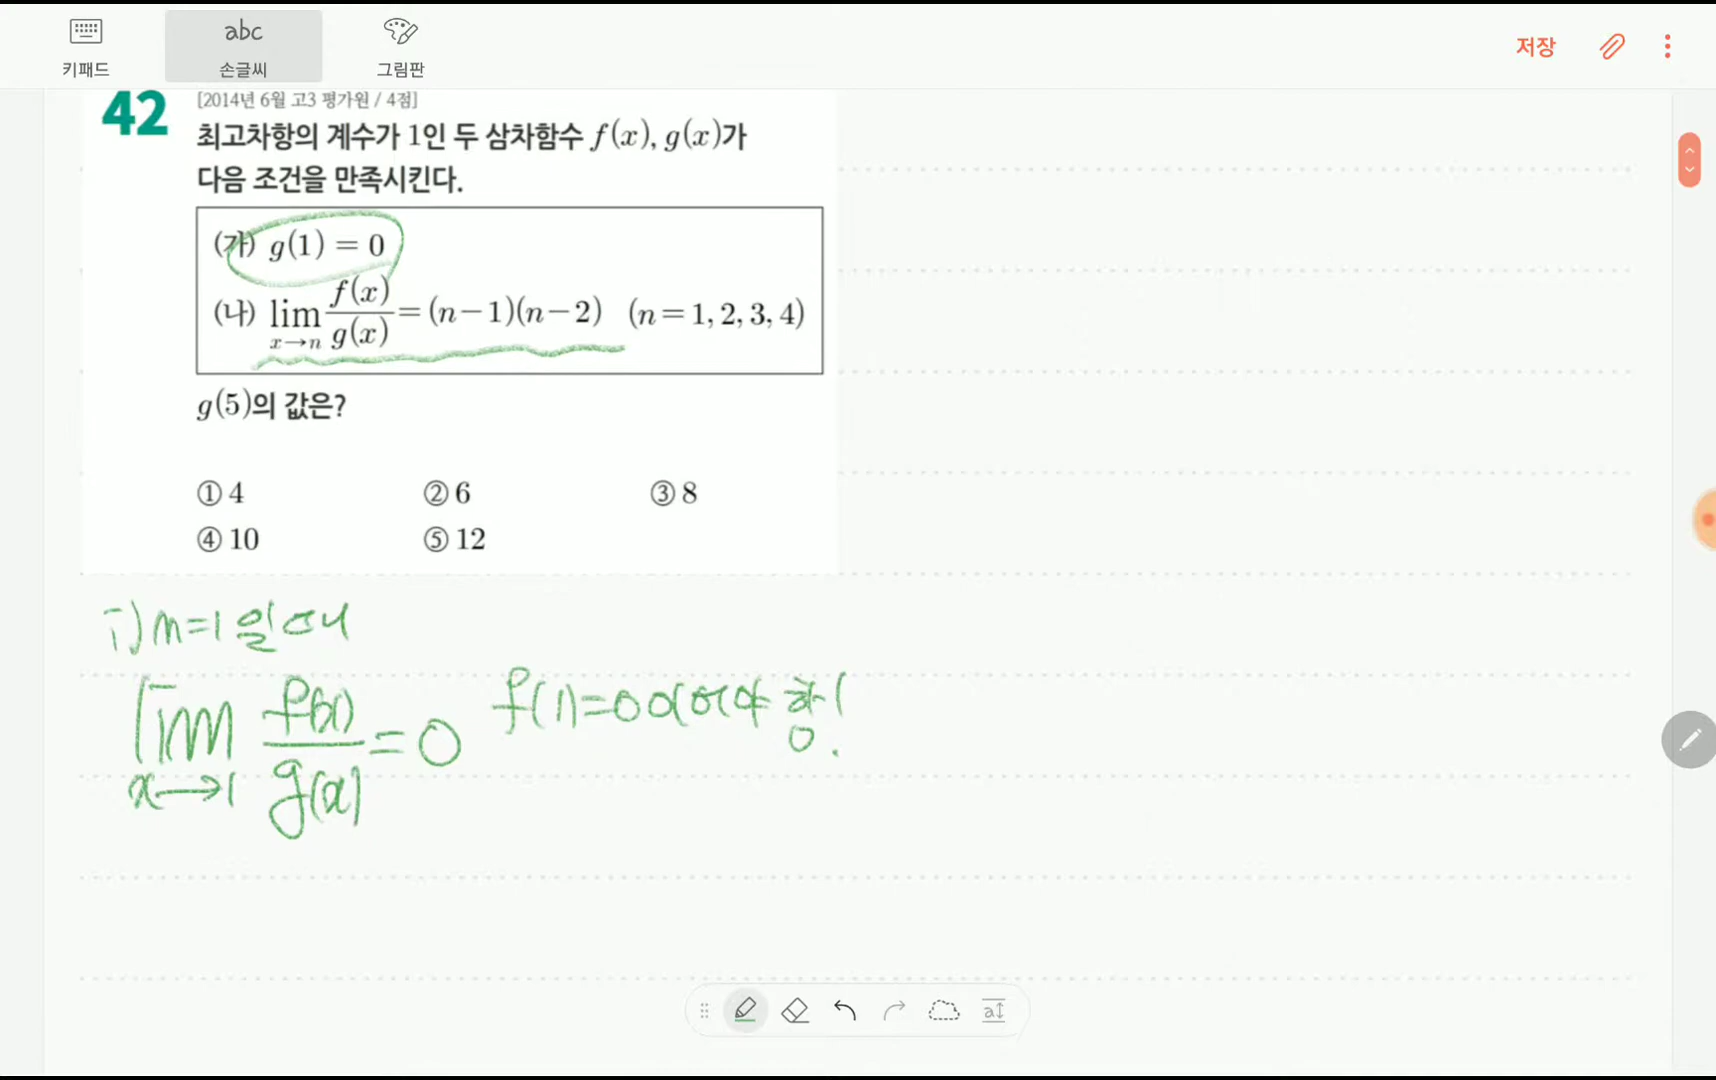 키패드
abc
손글씨
그림판
저장
42
[2014년 6월 고3 평가원 / 4점]
최고차항의 계수가 1인 두 삼차함수 f(x), g(x)가
다음 조건을 만족시킨다.
(가) g(1) = 0
(나) lim_{x→n} f(x)/g(x) = (n-1)(n-2) (n=1, 2, 3, 4)
g(5)의 값은?
① 4 ② 6 ③ 8
④ 10 ⑤ 12
i) n=1 일 때
lim_{x→1} f(x)/g(x) = 0 f(1)=0 이어야 함!